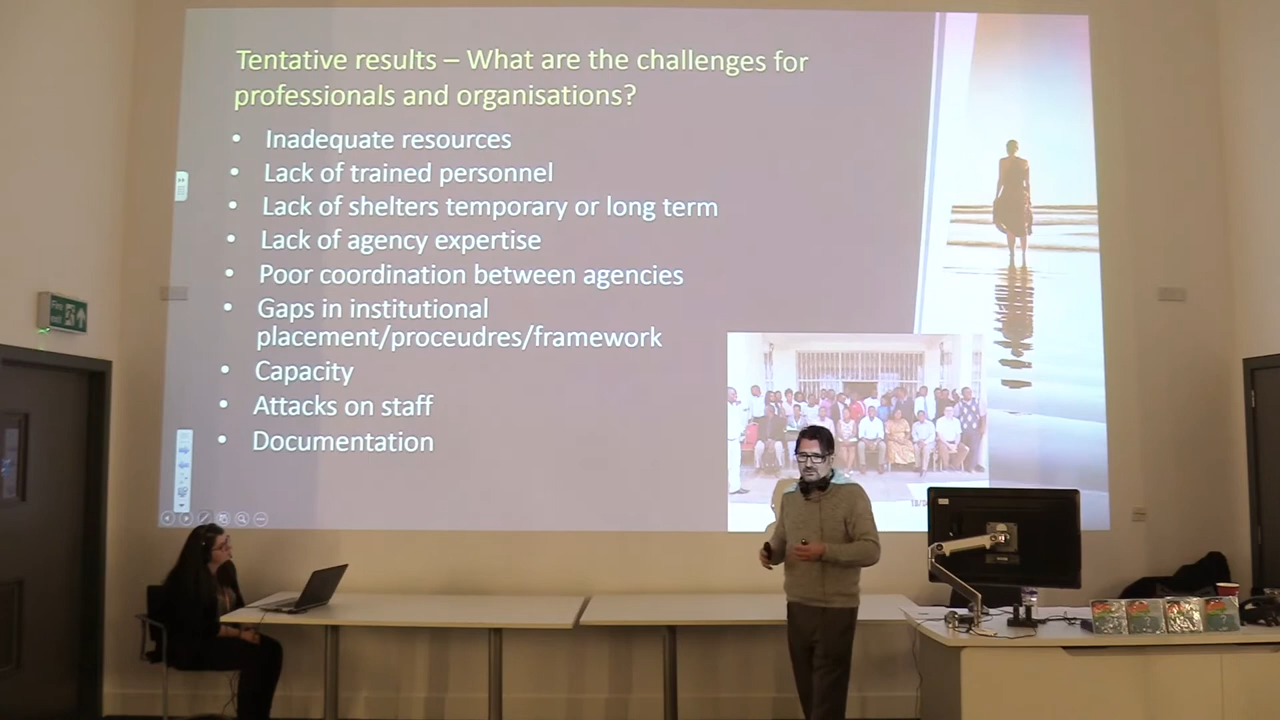 Tentative results – What are the challenges for
professionals and organisations?
• Inadequate resources
• Lack of trained personnel
• Lack of shelters temporary or long term
• Lack of agency expertise
• Poor coordination between agencies
• Gaps in institutional
placement/proceudres/framework
• Capacity
• Attacks on staff
• Documentation